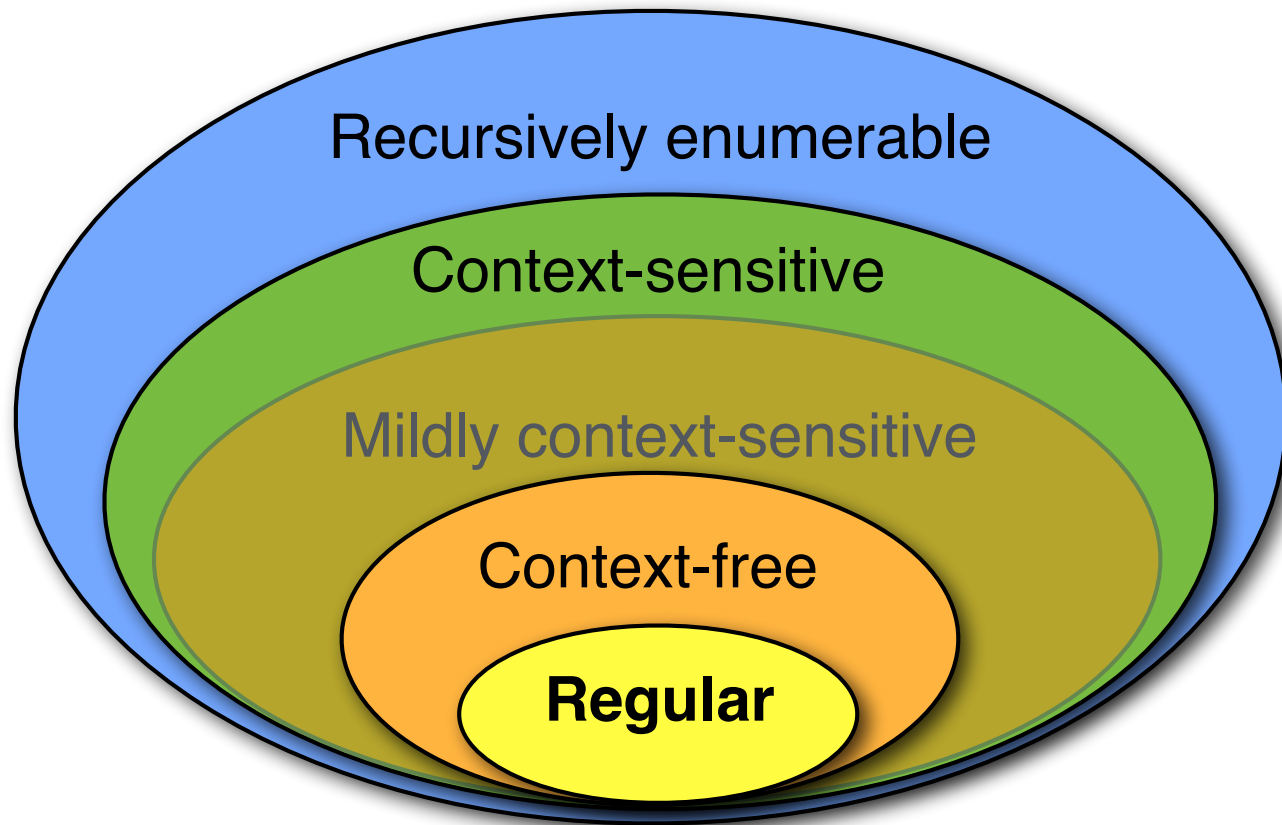 Recursively enumerable
Context-sensitive
Mildly context-sensitive
Context-free
Regular